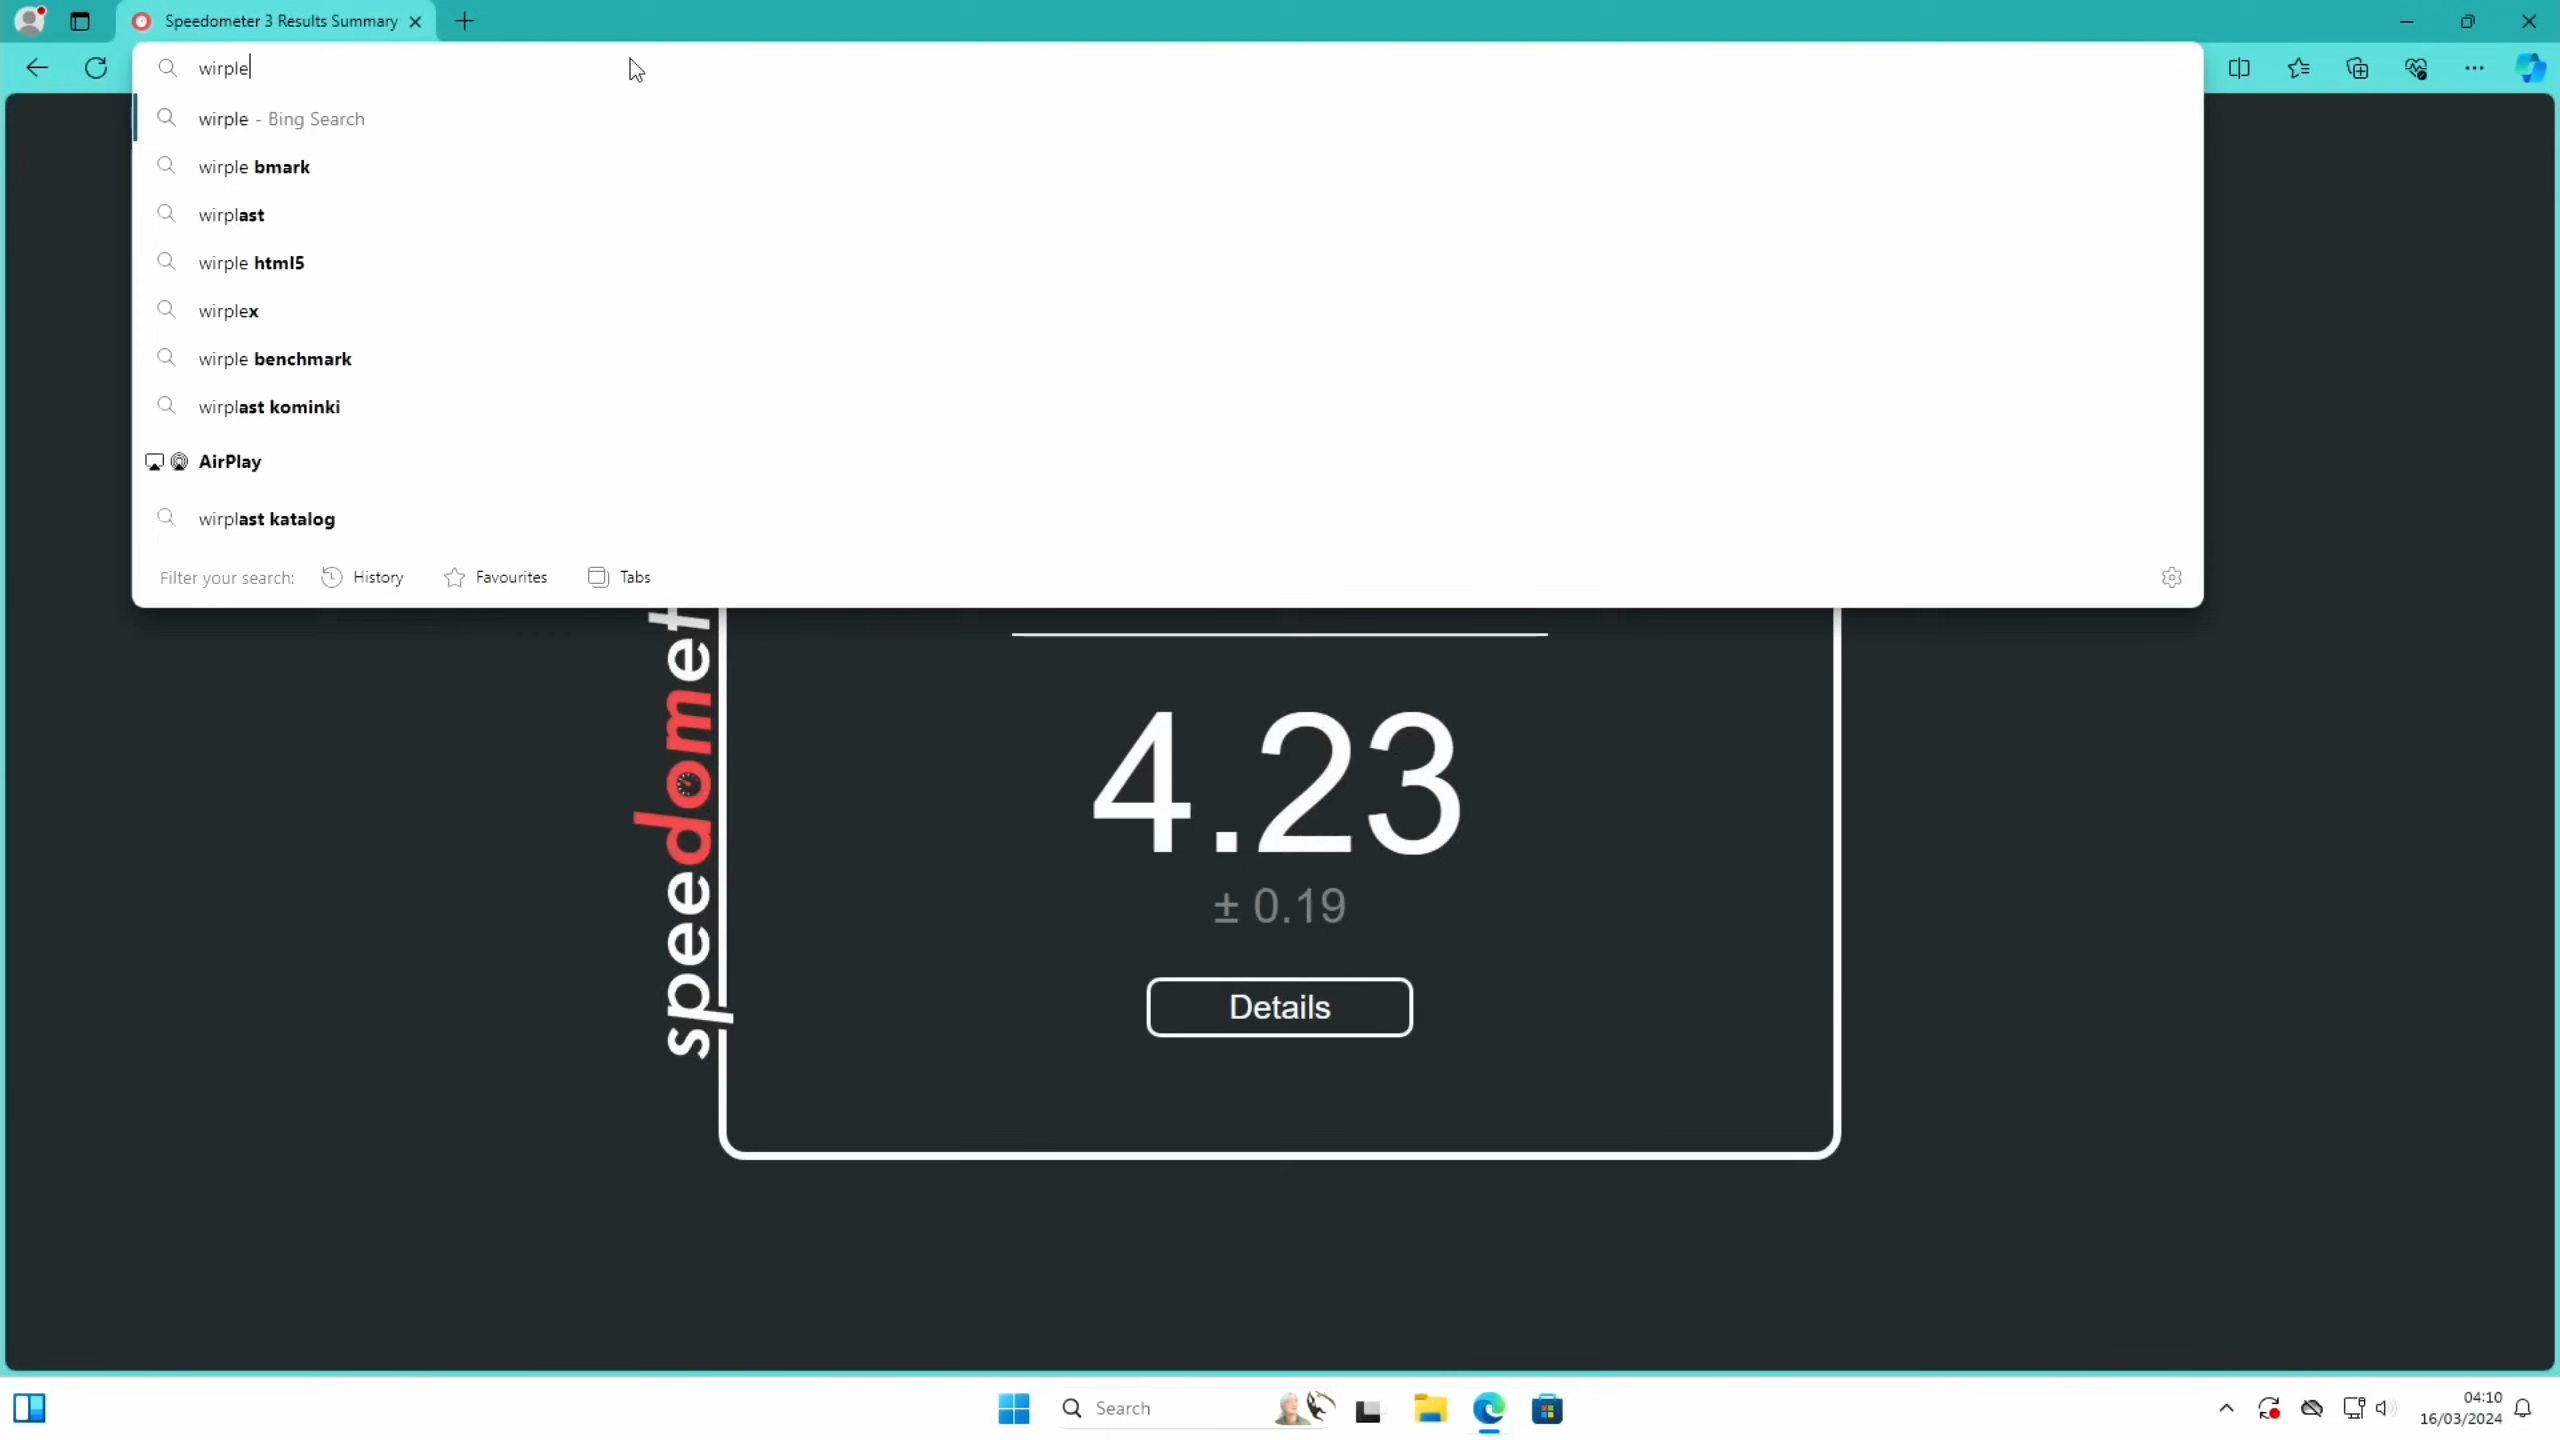 Speedometer 3 Results Summary
wirple
wirple - Bing Search
wirple bmark
wirplast
wirple html5
wirplex
wirple benchmark
wirplast kominki
AirPlay
wirplast katalog
Filter your search: History Favourites Tabs
speedomet
4.23
± 0.19
Details
Search
04:10
16/03/2024